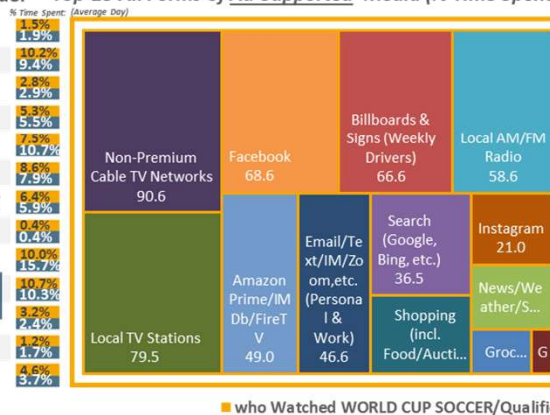 % Time Spent: (Average Day)
1.5%
1.9%
10.2%
9.4%
2.8%
2.9%
5.3%
5.5%
7.5%
10.7%
8.6%
7.9%
6.4%
5.9%
0.4%
0.4%
10.0%
15.7%
10.7%
10.3%
3.2%
2.4%
1.2%
1.7%
4.6%
3.7%
Non-Premium
Cable TV Networks
90.6
Facebook
68.6
Billboards &
Signs (Weekly
Drivers)
66.6
Local AM/FM
Radio
58.6
Local TV Stations
79.5
Amazon
Prime/IM
Db/FireT
V
49.0
Email/Te
xt/IM/Zo
om,etc.
(Persona
l &
Work)
46.6
Search
(Google,
Bing, etc.)
36.5
Shopping
(incl.
Food/Aucti...
Instagram
21.0
News/We
ather/S...
Groc...
G
who Watched WORLD CUP SOCCER/Qualifi